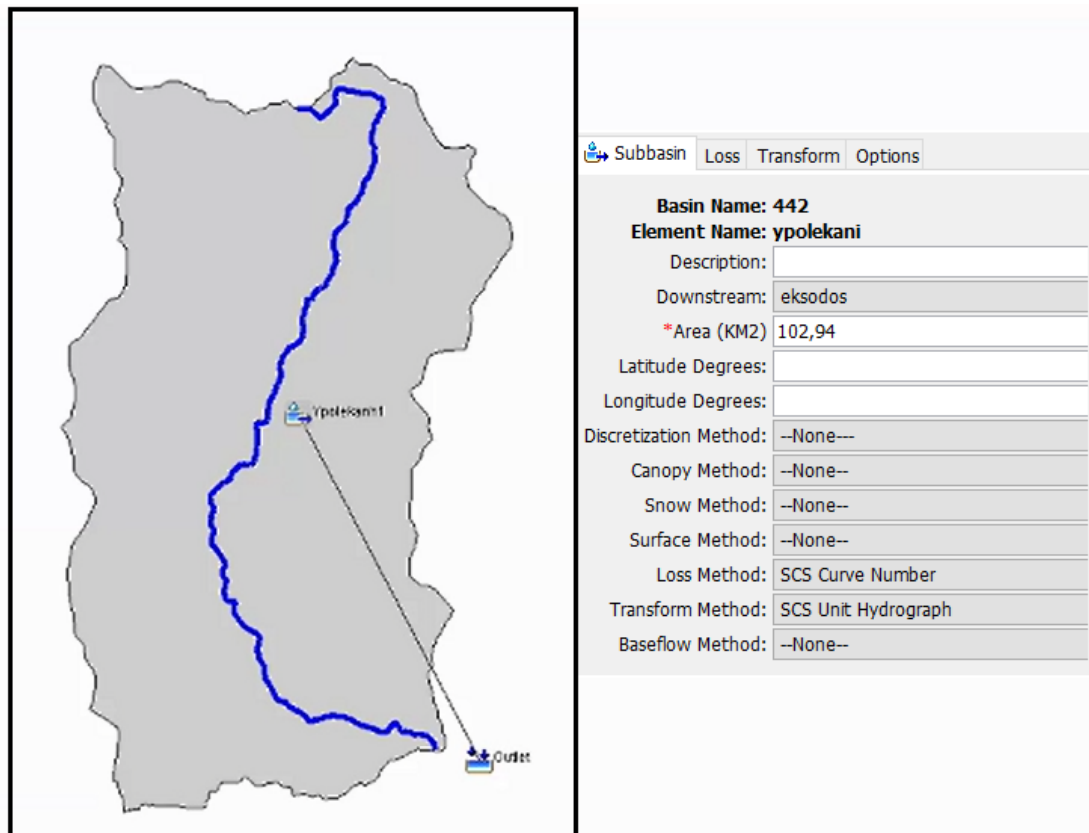 Ypolekanh1
Outlet
Subbasin Loss Transform Options
Basin Name: 442
Element Name: ypolekani
Description:
Downstream: eksodos
*Area (KM2) 102,94
Latitude Degrees:
Longitude Degrees:
Discretization Method: --None---
Canopy Method: --None--
Snow Method: --None--
Surface Method: --None--
Loss Method: SCS Curve Number
Transform Method: SCS Unit Hydrograph
Baseflow Method: --None--